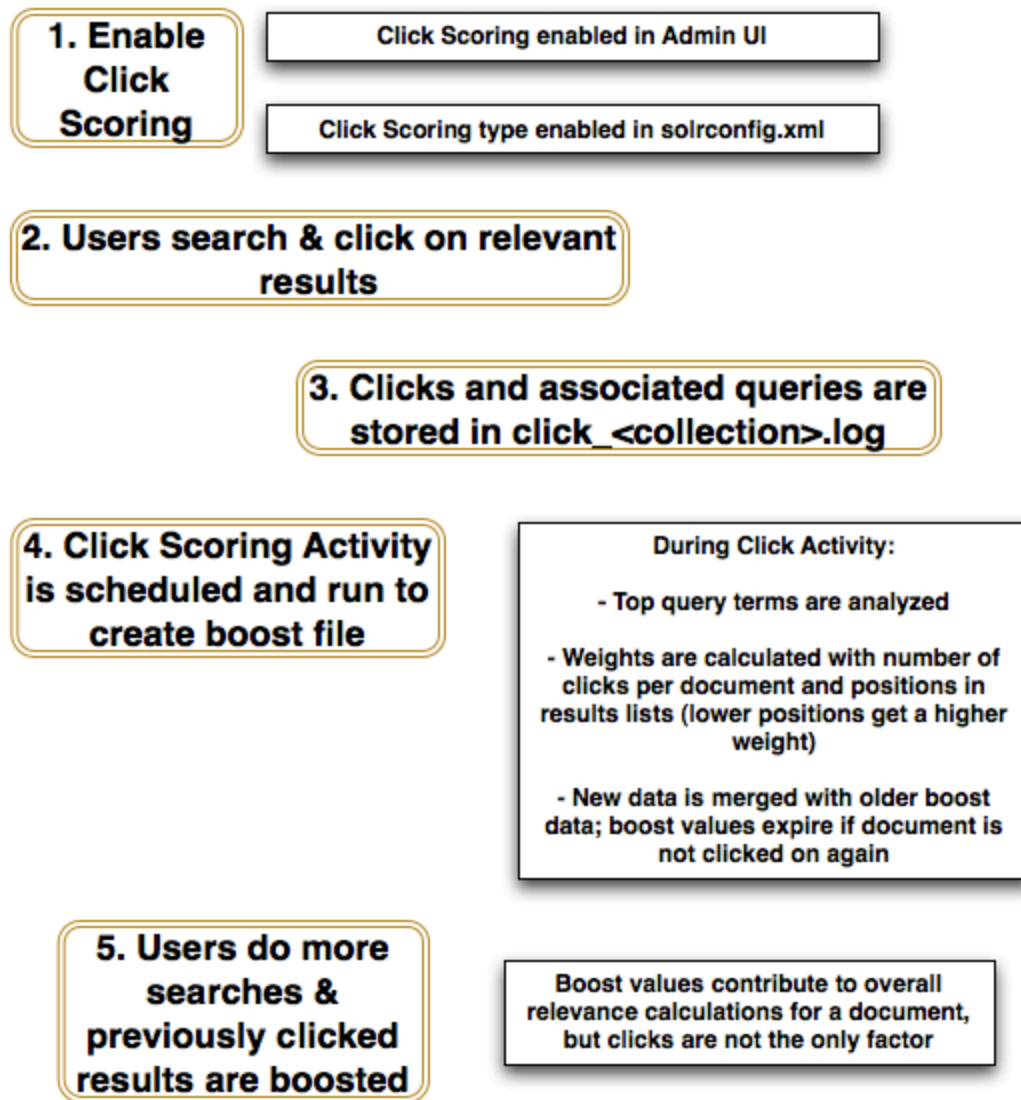 1. Enable
Click
Scoring
Click Scoring enabled in Admin UI
Click Scoring type enabled in solrconfig.xml
2. Users search & click on relevant
results
3. Clicks and associated queries are
stored in click_<collection>.log
4. Click Scoring Activity
is scheduled and run to
create boost file
During Click Activity:
- Top query terms are analyzed
- Weights are calculated with number of
clicks per document and positions in
results lists (lower positions get a higher
weight)
- New data is merged with older boost
data; boost values expire if document is
not clicked on again
5. Users do more
searches &
previously clicked
results are boosted
Boost values contribute to overall
relevance calculations for a document,
but clicks are not the only factor